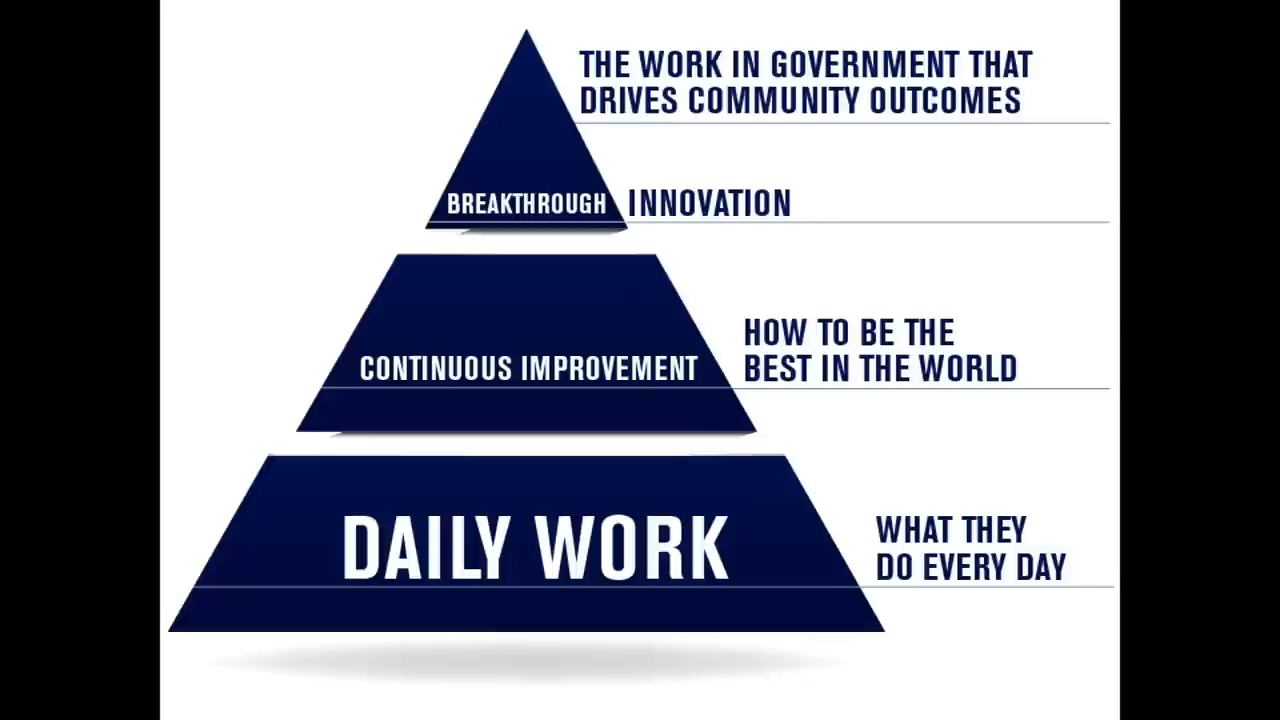 THE WORK IN GOVERNMENT THAT
DRIVES COMMUNITY OUTCOMES
BREAKTHROUGH INNOVATION
HOW TO BE THE
BEST IN THE WORLD
CONTINUOUS IMPROVEMENT
WHAT THEY
DO EVERY DAY
DAILY WORK